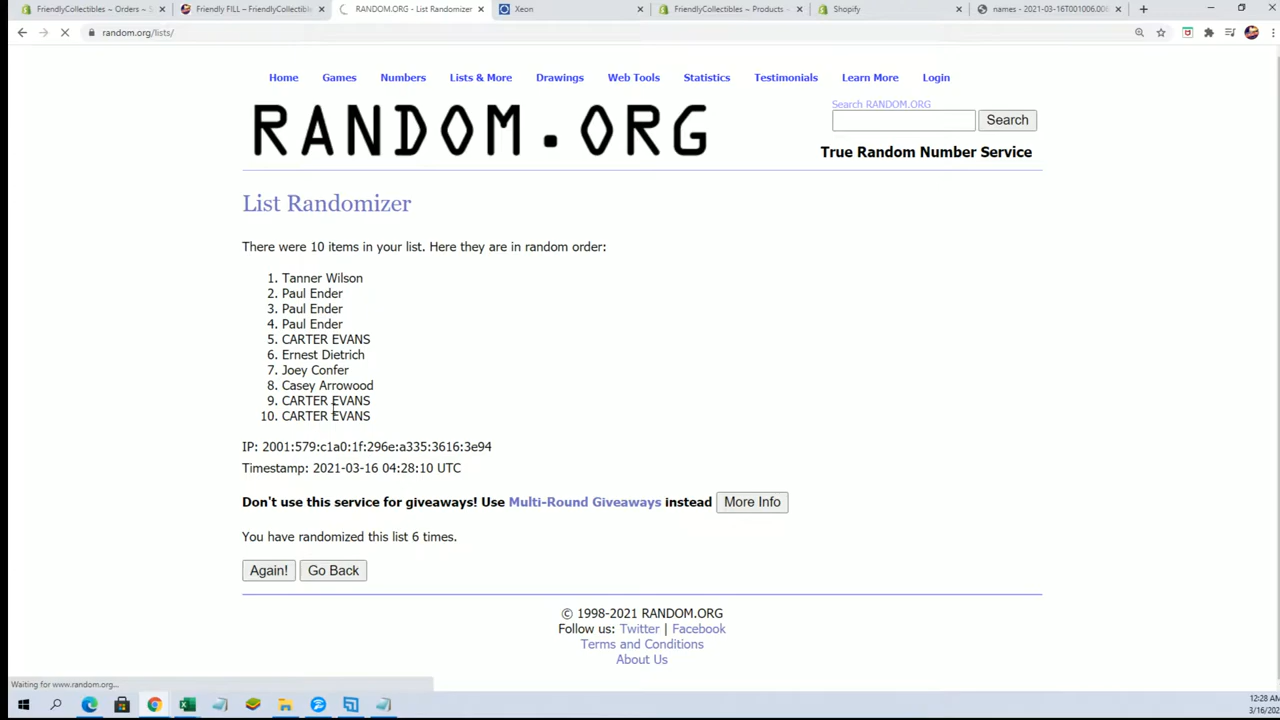 FriendlyCollectibles ~ Orders ~ S
Friendly FILL – FriendlyCollectible
RANDOM.ORG - List Randomizer
Xeon
FriendlyCollectibles ~ Products ~
Shopify
names - 2021-03-16T001006.00
random.org/lists/
Home Games Numbers Lists & More Drawings Web Tools Statistics Testimonials Learn More Login
RANDOM.ORG
Search RANDOM.ORG
Search
True Random Number Service
List Randomizer
There were 10 items in your list. Here they are in random order:
1. Tanner Wilson
2. Paul Ender
3. Paul Ender
4. Paul Ender
5. CARTER EVANS
6. Ernest Dietrich
7. Joey Confer
8. Casey Arrowood
9. CARTER EVANS
10. CARTER EVANS
IP: 2001:579:c1a0:1f:296e:a335:3616:3e94
Timestamp: 2021-03-16 04:28:10 UTC
Don't use this service for giveaways! Use Multi-Round Giveaways instead More Info
You have randomized this list 6 times.
Again! Go Back
© 1998-2021 RANDOM.ORG
Follow us: Twitter | Facebook
Terms and Conditions
About Us
Waiting for www.random.org...
12:28 AM
3/16/202